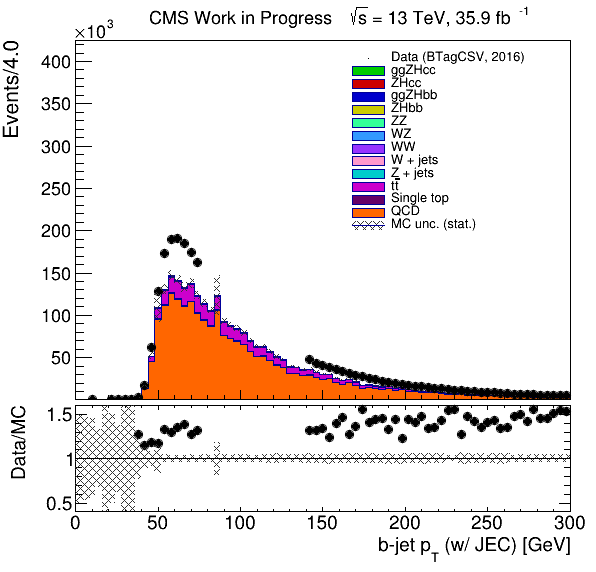 CMS Work in Progress √s = 13 TeV, 35.9 fb⁻¹
×10³
Events/4.0
400
350
300
250
200
150
100
50
Data (BTagCSV, 2016)
ggZHcc
ZHcc
ggZHbb
ZHbb
ZZ
WZ
WW
W + jets
Z + jets
tt̄
Single top
QCD
MC unc. (stat.)
Data/MC
1.5
1
0.5
0 50 100 150 200 250 300
b-jet p_T (w/ JEC) [GeV]